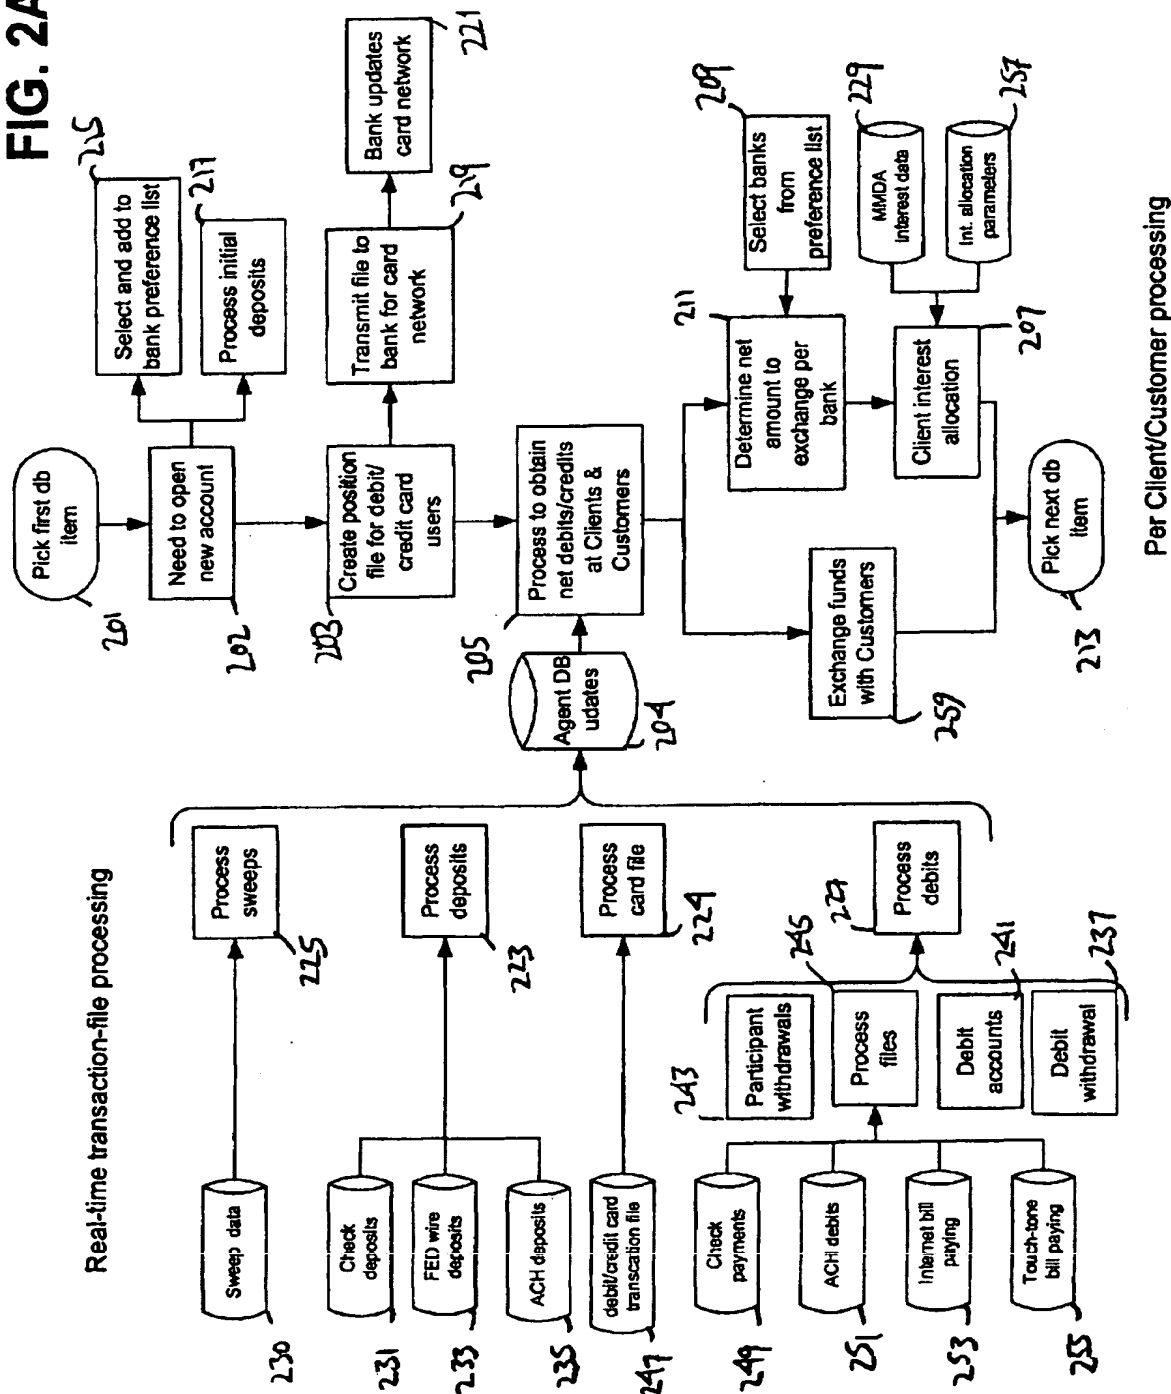 FIG. 2A
Real-time transaction-file processing
Sweep data
230
Process
sweeps
225
Check
deposits
231
FED wire
deposits
233
ACH deposits
235
Process
deposits
223
debit/credit card
transcation file
247
Process
card file
224
Check
payments
249
ACH debits
251
Internet bill
paying
253
Touch-tone
bill paying
255
243
Participant
withdrawals
245
Process
files
Debit
accounts
241
Debit
withdrawal
237
227
Process
debits
Agent DB
udates
204
Pick first db
item
201
Need to open
new account
202
Select and add to
bank preference list
215
Process initial
deposits
217
Create position
file for debit/
credit card
users
203
Transmit file to
bank for card
network
219
Bank updates
card network
221
Process to obtain
net debits/credits
at Clients &
Customers
205
Exchange funds
with Customers
259
Determine net
amount to
exchange per
bank
211
Select banks
from
preference list
209
MMDA
interest data
229
Int. allocation
parameters
257
Client interest
allocation
207
Pick next db
item
213
Per Client/Customer processing